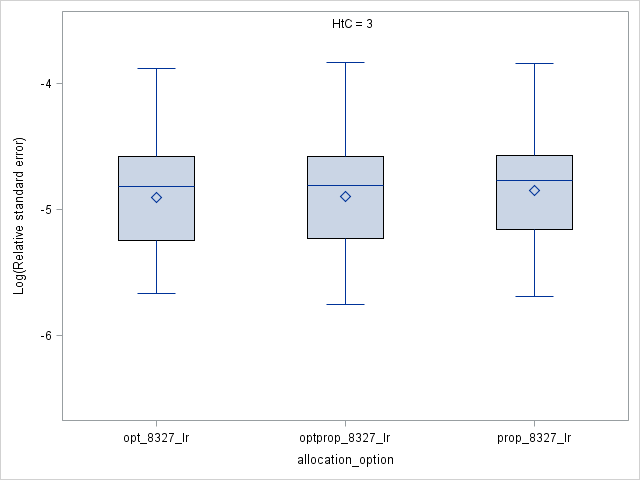 HtC = 3
-4
-5
-6
Log(Relative standard error)
opt_8327_lr
optprop_8327_lr
prop_8327_lr
allocation_option